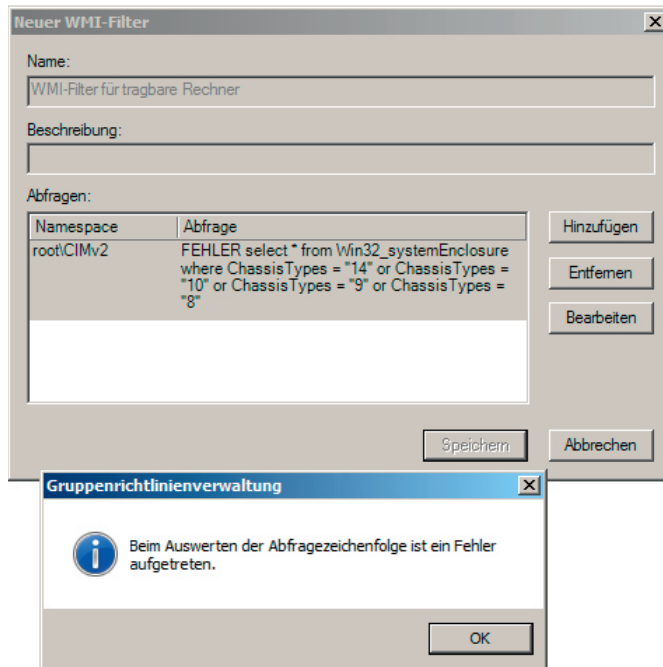 Neuer WMI-Filter
Name:
WMI-Filter für tragbare Rechner
Beschreibung:
Abfragen:
Namespace Abfrage
root\CIMv2 FEHLER select * from Win32_systemEnclosure
where ChassisTypes = "14" or ChassisTypes =
"10" or ChassisTypes = "9" or ChassisTypes =
"8"
Hinzufügen
Entfernen
Bearbeiten
Speichern Abbrechen
Gruppenrichtlinienverwaltung
Beim Auswerten der Abfragezeichenfolge ist ein Fehler
aufgetreten.
OK